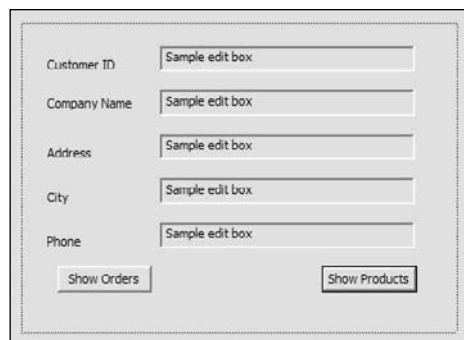 Customer ID Sample edit box
Company Name Sample edit box
Address Sample edit box
City Sample edit box
Phone Sample edit box
Show Orders Show Products